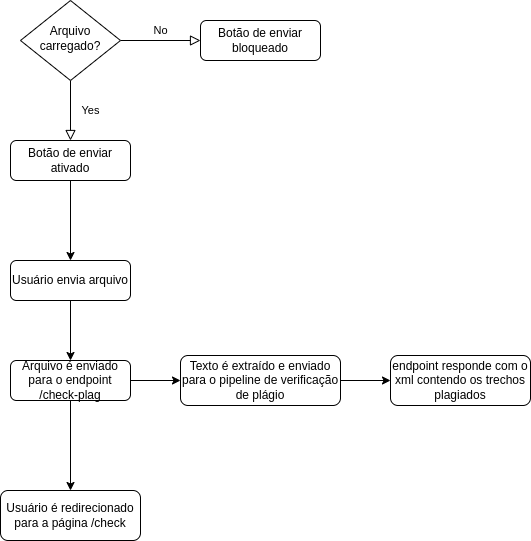 Arquivo
carregado?
No
Botão de enviar
bloqueado
Yes
Botão de enviar
ativado
Usuário envia arquivo
Arquivo é enviado
para o endpoint
/check-plag
Texto é extraído e enviado
para o pipeline de verificação
de plágio
endpoint responde com o
xml contendo os trechos
plagiados
Usuário é redirecionado
para a página /check